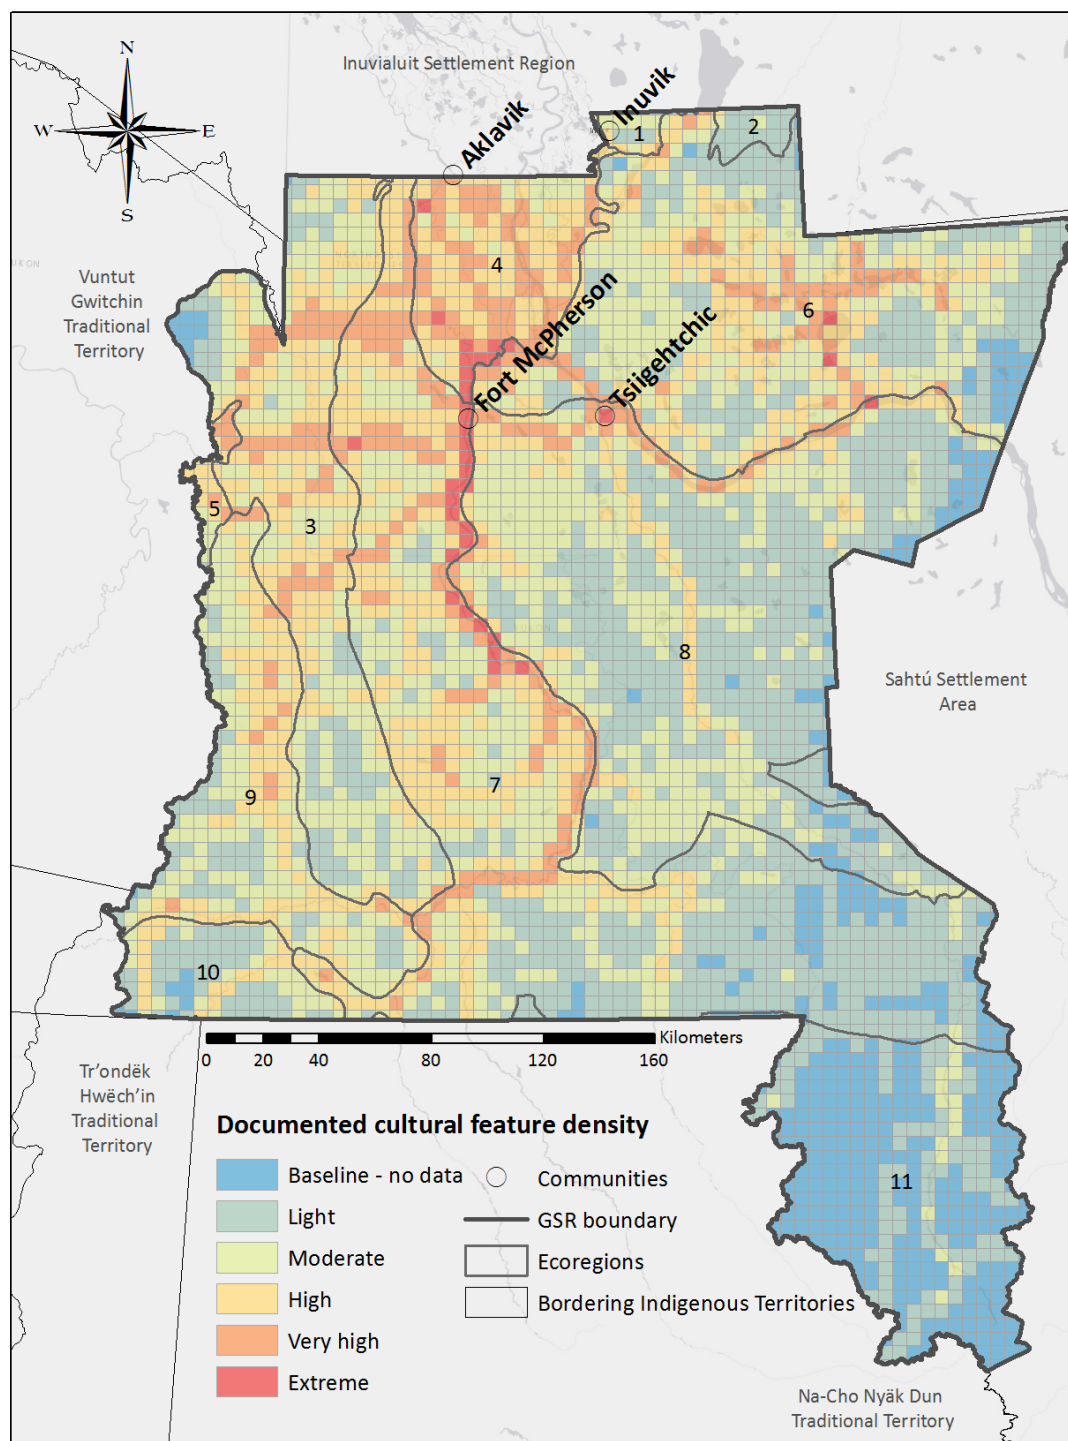 N
W
E
S
Inuvialuit Settlement Region
Inuvik
Aklavik
1
2
Vuntut
Gwitchin
Traditional
Territory
4
6
Fort McPherson
Tsiigehtchic
5
3
8
Sahtú Settlement
Area
7
9
10
Kilometers
0 20 40 80 120 160
Tr'ondëk
Hwëch'in
Traditional
Territory
Documented cultural feature density
Baseline - no data
Light
Moderate
High
Very high
Extreme
Communities
GSR boundary
Ecoregions
Bordering Indigenous Territories
11
Na-Cho Nyäk Dun
Traditional Territory